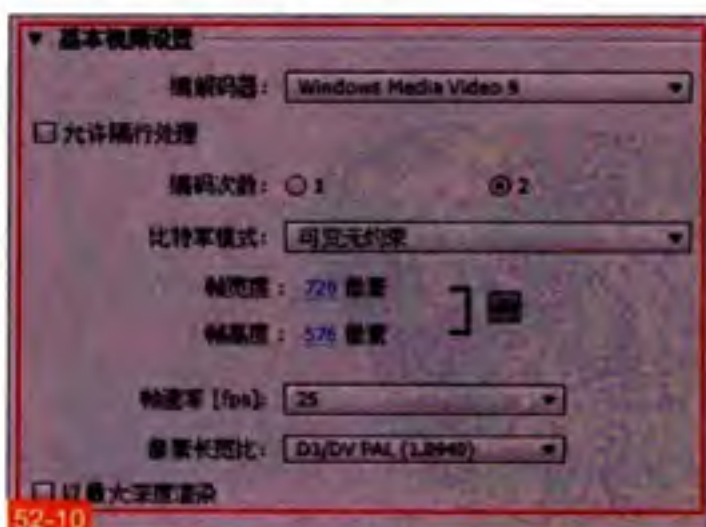 ▼ 基本视频设置
编解码器： Windows Media Video 9
允许隔行处理
编码次数： 1 2
比特率模式： 可变无约束
帧宽度： 720 像素
帧高度： 576 像素
帧速率 [fps]： 25
像素长宽比： D1/DV PAL (1.0940)
以最大深度渲染
52-10